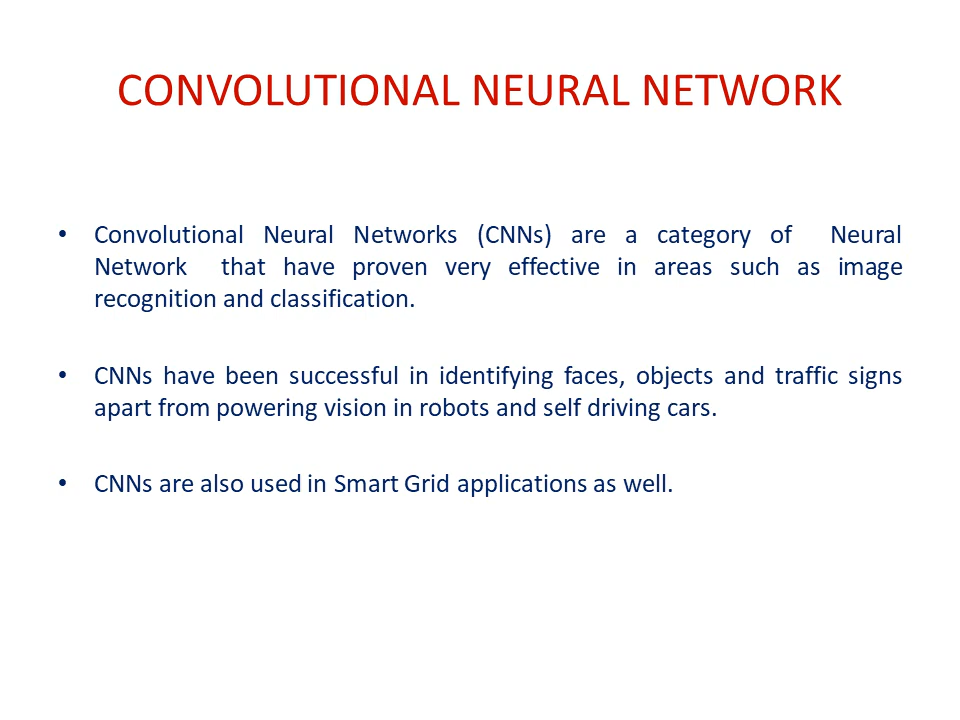 CONVOLUTIONAL NEURAL NETWORK
• Convolutional Neural Networks (CNNs) are a category of  Neural
Network  that have proven very effective in areas such as image
recognition and classification.
• CNNs have been successful in identifying faces, objects and traffic signs
apart from powering vision in robots and self driving cars.
• CNNs are also used in Smart Grid applications as well.